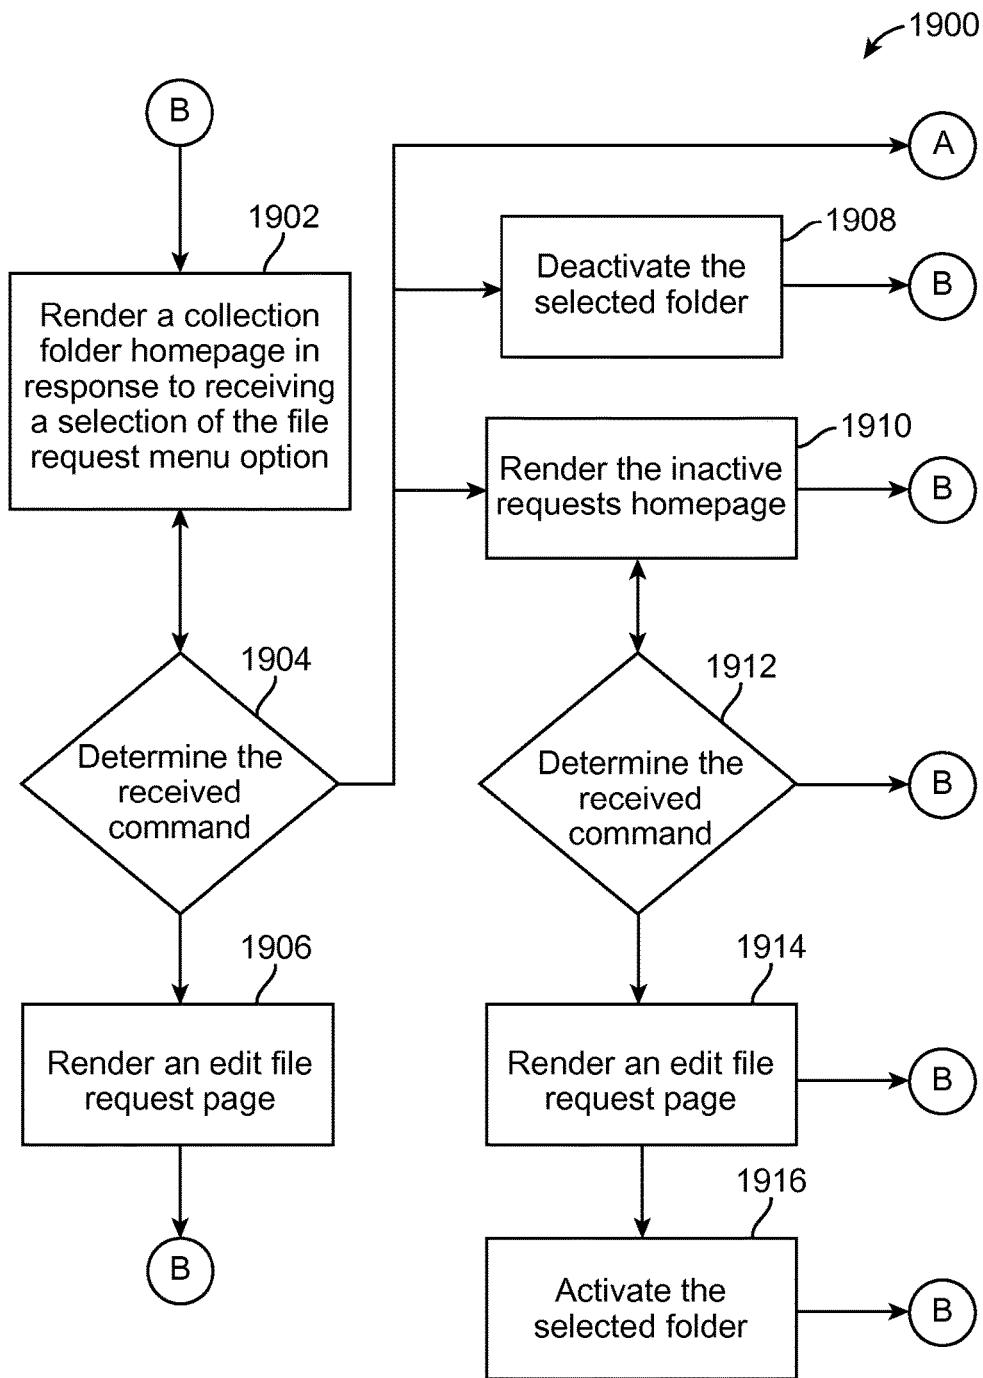 1900
B
A
1902
Render a collection
folder homepage in
response to receiving
a selection of the file
request menu option
1908
Deactivate the
selected folder
B
1910
Render the inactive
requests homepage
B
1904
Determine the
received
command
1912
Determine the
received
command
B
1906
Render an edit file
request page
B
1914
Render an edit file
request page
B
1916
Activate the
selected folder
B